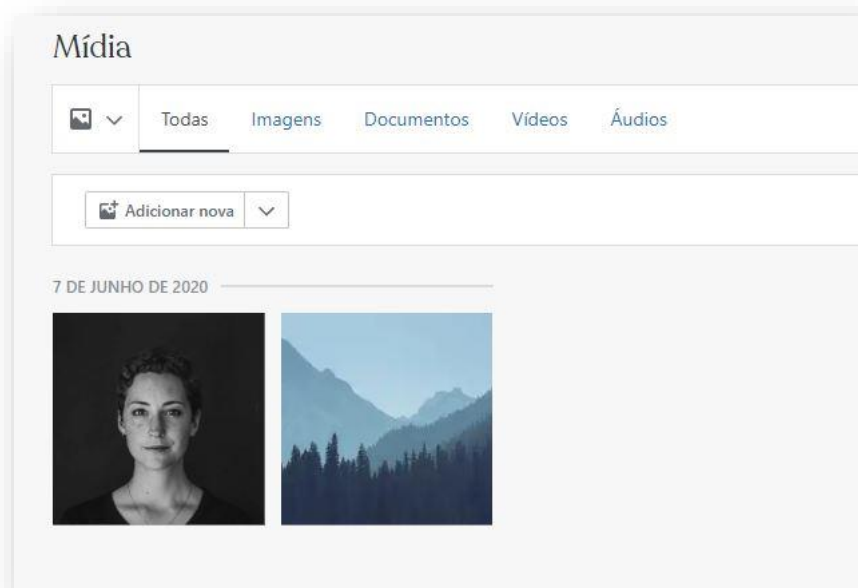 Mídia
Todas Imagens Documentos Vídeos Áudios
Adicionar nova
7 DE JUNHO DE 2020